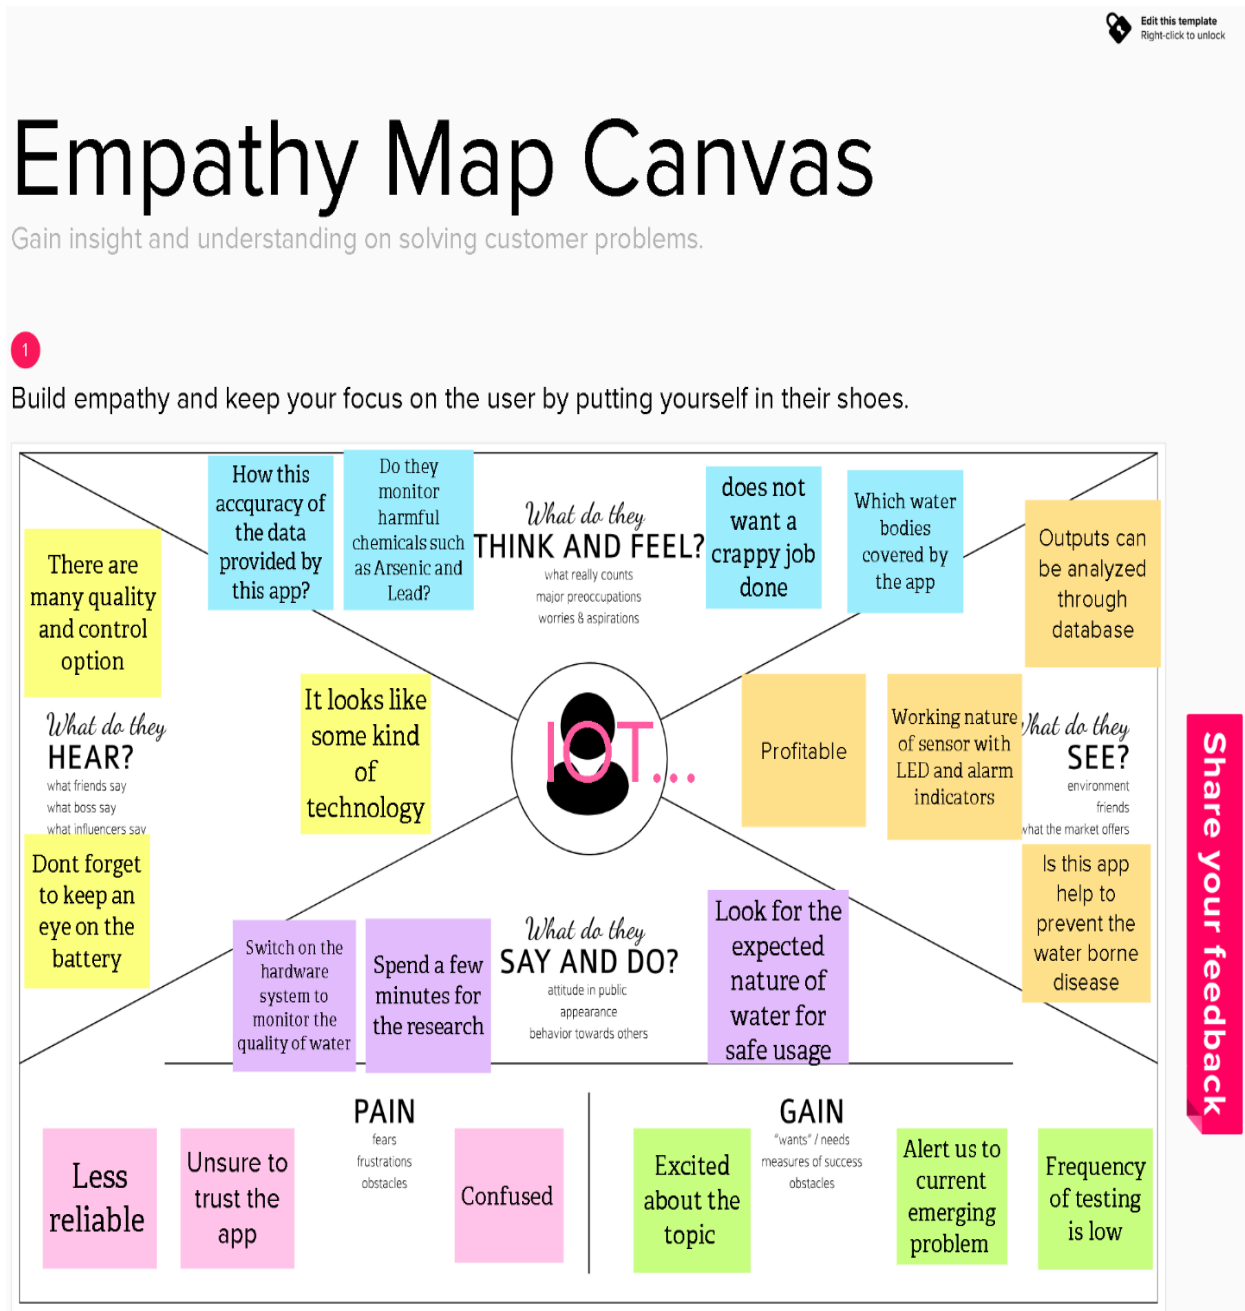 Edit this template
Right-click to unlock
Empathy Map Canvas
Gain insight and understanding on solving customer problems.
1
Build empathy and keep your focus on the user by putting yourself in their shoes.
How this
accquracy of
the data
provided by
this app?
Do they
monitor
harmful
chemicals such
as Arsenic and
Lead?
What do they
THINK AND FEEL?
what really counts
major preoccupations
worries & aspirations
does not
want a
crappy job
done
Which water
bodies
covered by
the app
There are
many quality
and control
option
What do they
HEAR?
what friends say
what boss say
what influencers say
It looks like
some kind
of
technology
Dont forget
to keep an
eye on the
battery
IOT...
Outputs can
be analyzed
through
database
Profitable
Working nature
of sensor with
LED and alarm
indicators
What do they
SEE?
environment
friends
what the market offers
Is this app
help to
prevent the
water borne
disease
Switch on the
hardware
system to
monitor the
quality of water
Spend a few
minutes for
the research
What do they
SAY AND DO?
attitude in public
appearance
behavior towards others
Look for the
expected
nature of
water for
safe usage
PAIN
fears
frustrations
obstacles
Less
reliable
Unsure to
trust the
app
Confused
GAIN
"wants" / needs
measures of success
obstacles
Excited
about the
topic
Alert us to
current
emerging
problem
Frequency
of testing
is low
Share your feedback